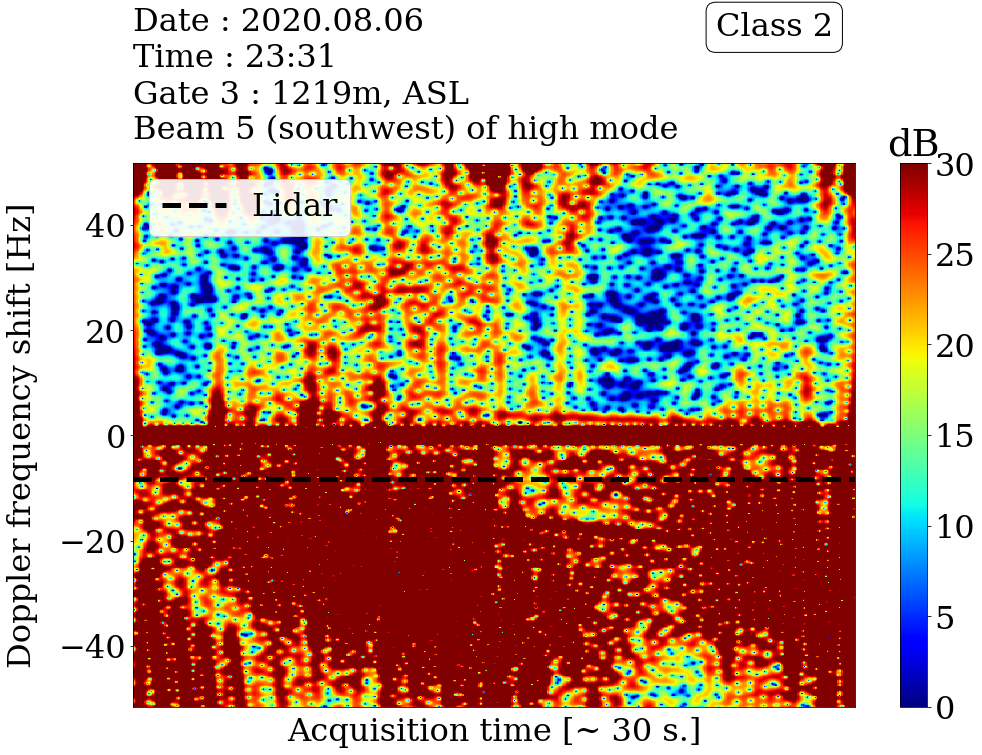 Date : 2020.08.06
Time : 23:31
Gate 3 : 1219m, ASL
Beam 5 (southwest) of high mode
Class 2
dB
Lidar
Doppler frequency shift [Hz]
40
20
0
−20
−40
30
25
20
15
10
5
0
Acquisition time [~ 30 s.]